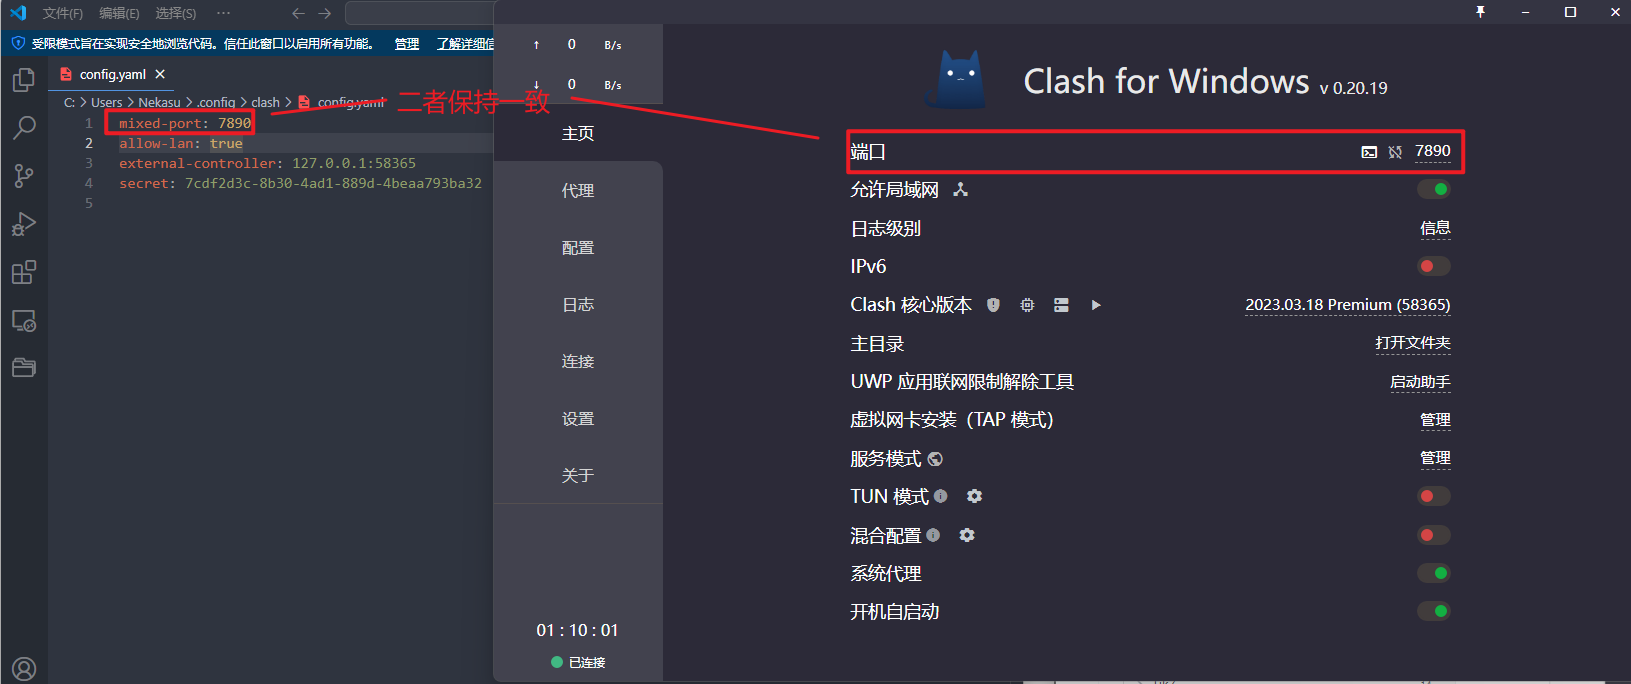 文件(F) 编辑(E) 选择(S) ···
受限模式旨在实现安全地浏览代码。信任此窗口以启用所有功能。 管理 了解详细信
config.yaml
C: > Users > Nekasu > .config > clash > config.yaml
1 mixed-port: 7890
2 allow-lan: true
3 external-controller: 127.0.0.1:58365
4 secret: 7cdf2d3c-8b30-4ad1-889d-4beaa793ba32
5
二者保持一致
↑ 0 B/s
↓ 0 B/s
主页
代理
配置
日志
连接
设置
关于
01 : 10 : 01
已连接
Clash for Windows v 0.20.19
端口 7890
允许局域网
日志级别 信息
IPv6
Clash 核心版本 2023.03.18 Premium (58365)
主目录 打开文件夹
UWP 应用联网限制解除工具 启动助手
虚拟网卡安装（TAP 模式） 管理
服务模式 管理
TUN 模式
混合配置
系统代理
开机自启动